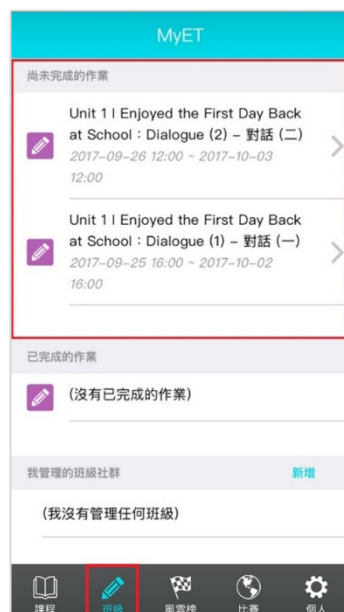 MyET
尚未完成的作業
Unit 1 I Enjoyed the First Day Back
at School：Dialogue (2) – 對話 (二)
2017–09–26 12:00 ~ 2017–10–03
12:00
Unit 1 I Enjoyed the First Day Back
at School：Dialogue (1) – 對話 (一)
2017–09–25 16:00 ~ 2017–10–02
16:00
已完成的作業
(沒有已完成的作業)
我管理的班級社群 新增
(我沒有管理任何班級)
課程 班級 風雲榜 比賽 個人